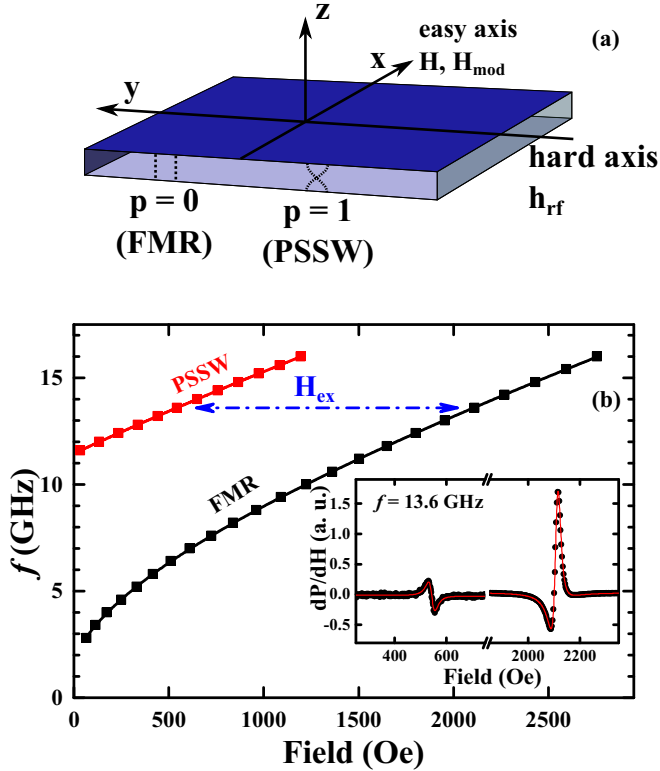 z
(a)
easy axis
x
H, Hmod
y
hard axis
hrf
p = 0
p = 1
(FMR)
(PSSW)
(b)
PSSW
Hex
FMR
f (GHz)
15
10
5
0
0
500
1000
1500
2000
2500
Field (Oe)
f = 13.6 GHz
dP/dH (a. u.)
1.5
1.0
0.5
0.0
-0.5
400
600
2000
2200
Field (Oe)